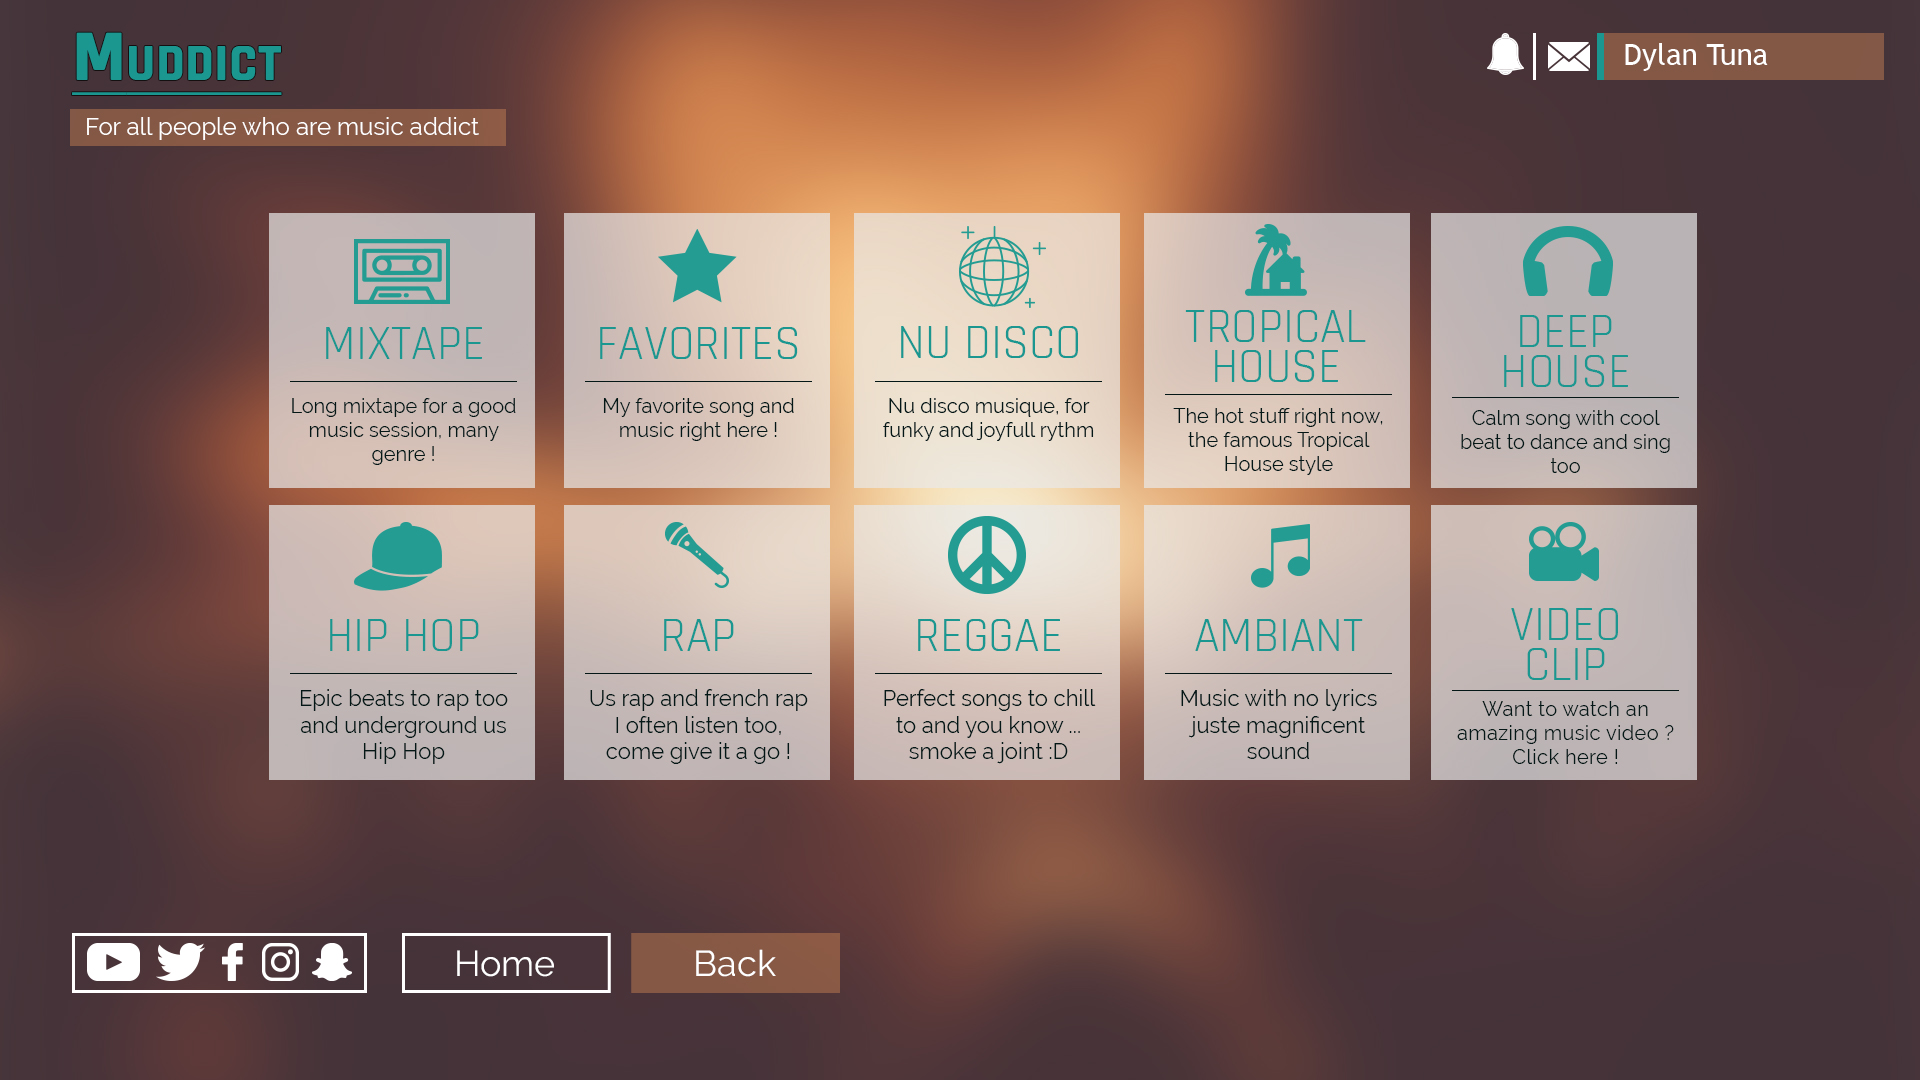 MUDDICT
For all people who are music addict
Dylan Tuna
MIXTAPE
Long mixtape for a good
music session, many
genre !
FAVORITES
My favorite song and
music right here !
NU DISCO
Nu disco musique, for
funky and joyfull rythm
TROPICAL
HOUSE
The hot stuff right now,
the famous Tropical
House style
DEEP
HOUSE
Calm song with cool
beat to dance and sing
too
HIP HOP
Epic beats to rap too
and underground us
Hip Hop
RAP
Us rap and french rap
I often listen too,
come give it a go !
REGGAE
Perfect songs to chill
to and you know ...
smoke a joint :D
AMBIANT
Music with no lyrics
juste magnificent
sound
VIDEO
CLIP
Want to watch an
amazing music video ?
Click here !
Home
Back